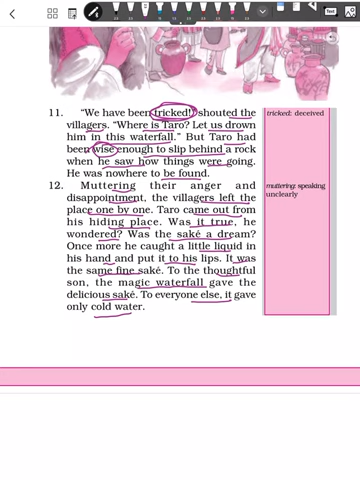 11. "We have been tricked!" shouted the
villagers. "Where is Taro? Let us drown
him in this waterfall." But Taro had
been wise enough to slip behind a rock
when he saw how things were going.
He was nowhere to be found.
tricked: deceived
12. Muttering their anger and
disappointment, the villagers left the
place one by one. Taro came out from
his hiding place. Was it true, he
wondered? Was the saké a dream?
Once more he caught a little liquid in
his hand and put it to his lips. It was
the same fine saké. To the thoughtful
son, the magic waterfall gave the
delicious saké. To everyone else, it gave
only cold water.
muttering: speaking
unclearly